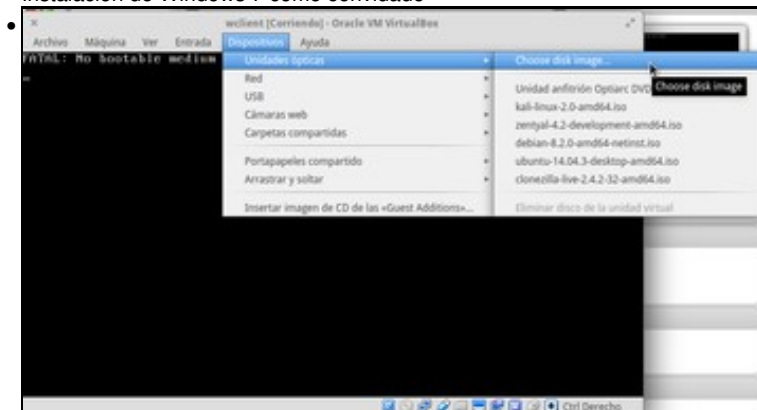 Instalación de Windows 7 como convidado
wclient [Corriendo] - Oracle VM VirtualBox
Archivo Máquina Ver Entrada Dispositivos Ayuda
FATAL: No bootable medium
Unidades ópticas
Red
USB
Cámaras web
Carpetas compartidas
Portapapeles compartido
Arrastrar y soltar
Insertar imagen de CD de las «Guest Additions»...
Choose disk image...
Unidad anfitrión Optiarc DVD
Choose disk image
kali-linux-2.0-amd64.iso
zentyal-4.2-development-amd64.iso
debian-8.2.0-amd64-netinst.iso
ubuntu-14.04.3-desktop-amd64.iso
clonezilla-live-2.4.2-32-amd64.iso
Eliminar disco de la unidad virtual
Ctrl Derecho